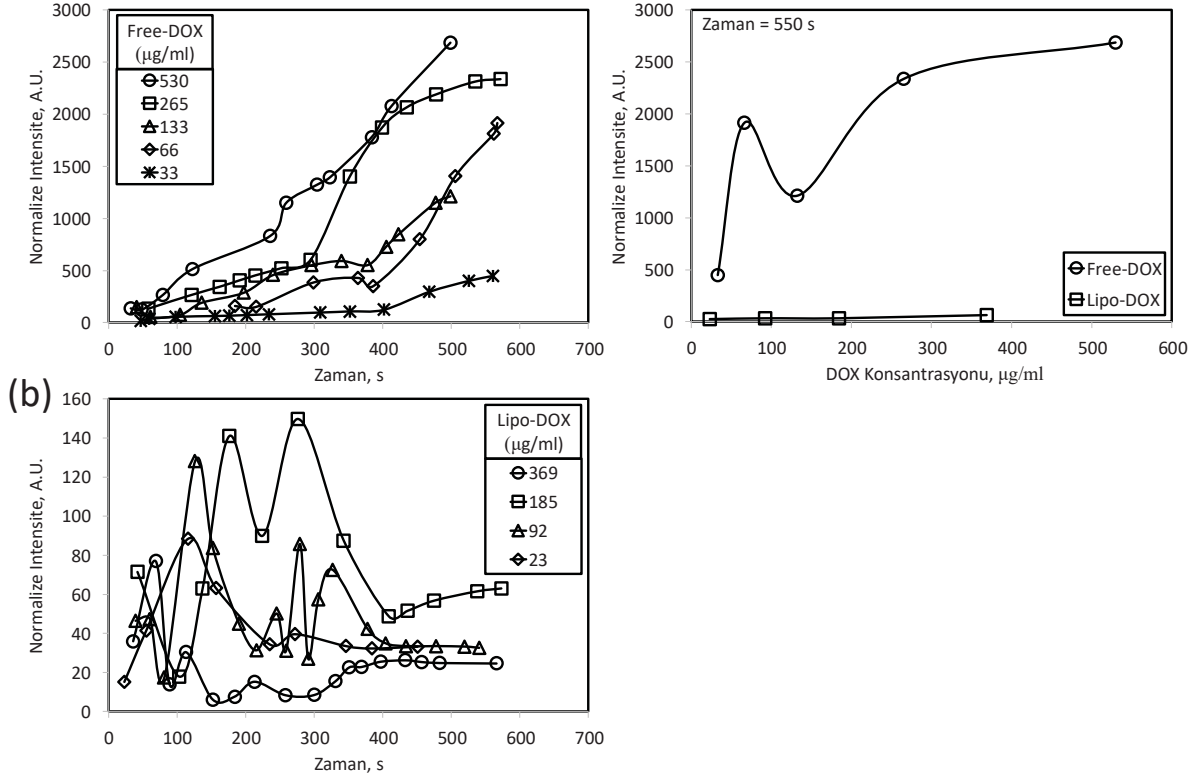 3000
2500
2000
1500
1000
500
0
Normalize Intensite, A.U.
Free-DOX
(µg/ml)
530
265
133
66
33
0 100 200 300 400 500 600 700
Zaman, s
3000
2500
2000
1500
1000
500
0
Normalize Intensite, A.U.
Zaman = 550 s
Free-DOX
Lipo-DOX
0 100 200 300 400 500 600
DOX Konsantrasyonu, µg/ml
(b)
160
140
120
100
80
60
40
20
0
Normalize Intensite, A.U.
Lipo-DOX
(µg/ml)
369
185
92
23
0 100 200 300 400 500 600 700
Zaman, s